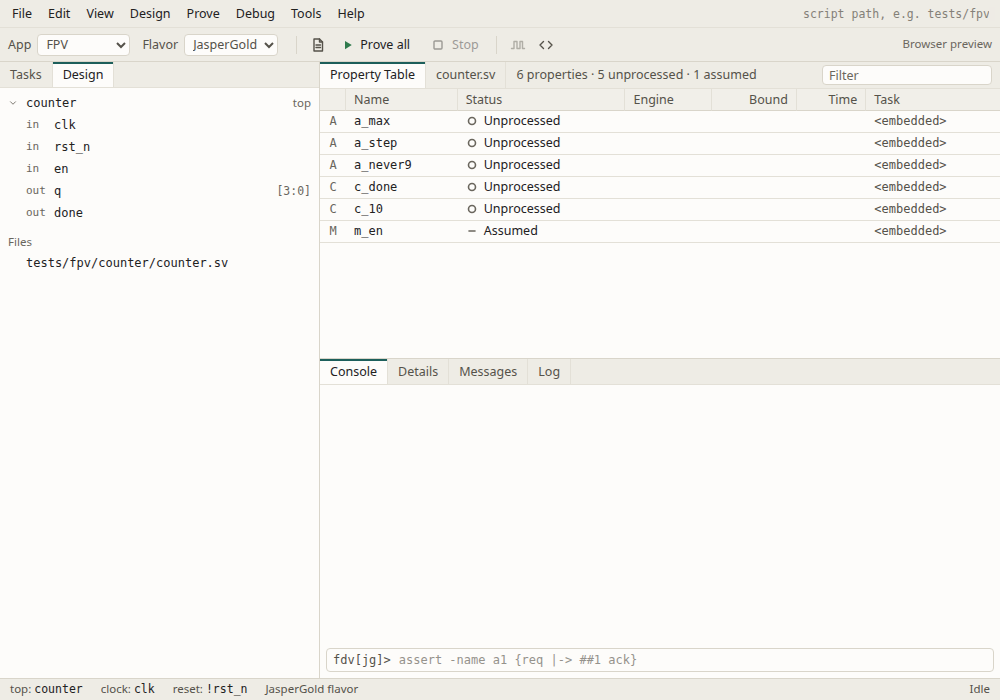 File Edit View Design Prove Debug Tools Help script path, e.g. tests/fpv
App FPV Flavor JasperGold Prove all Stop Browser preview
Tasks Design
counter top
in clk
in rst_n
in en
out q [3:0]
out done
Files
tests/fpv/counter/counter.sv
Property Table counter.sv 6 properties · 5 unprocessed · 1 assumed Filter
Name Status Engine Bound Time Task
A a_max Unprocessed <embedded>
A a_step Unprocessed <embedded>
A a_never9 Unprocessed <embedded>
C c_done Unprocessed <embedded>
C c_10 Unprocessed <embedded>
M m_en Assumed <embedded>
Console Details Messages Log
fdv[jg]> assert -name a1 {req |-> ##1 ack}
top: counter clock: clk reset: !rst_n JasperGold flavor Idle